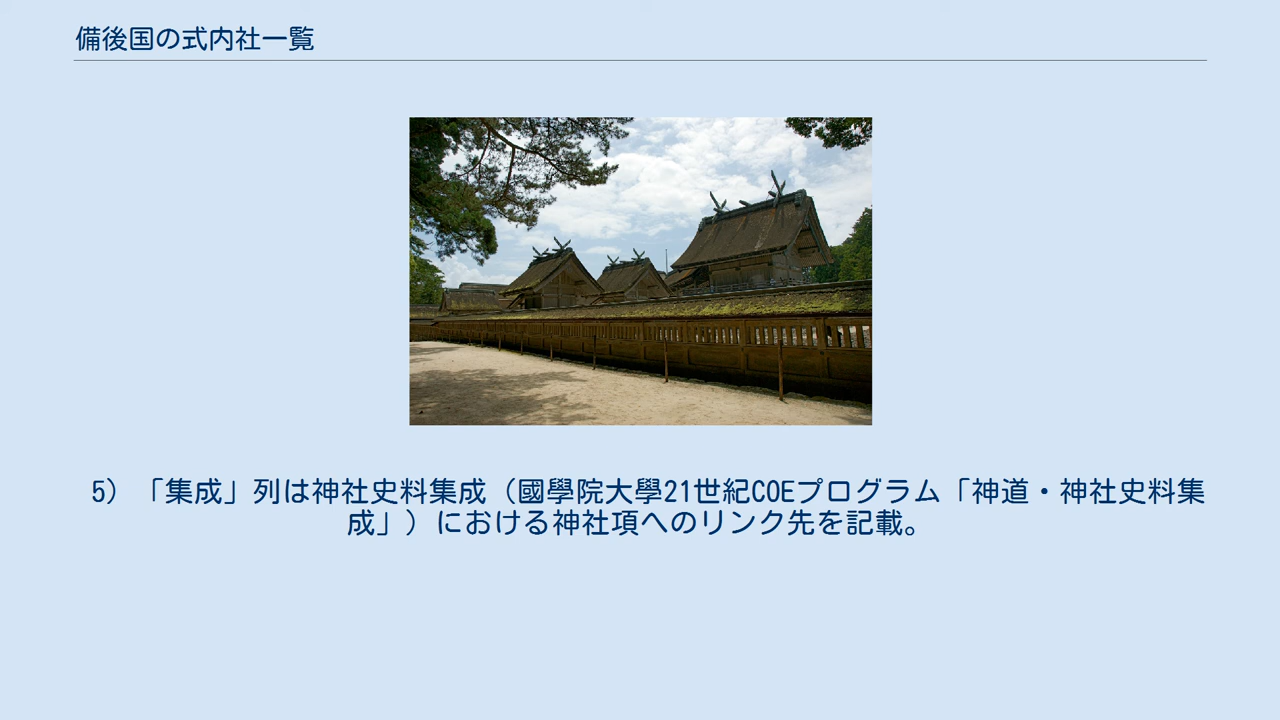 備後国の式内社一覧
5）「集成」列は神社史料集成（國學院大學21世紀COEプログラム「神道・神社史料集
成」）における神社項へのリンク先を記載。